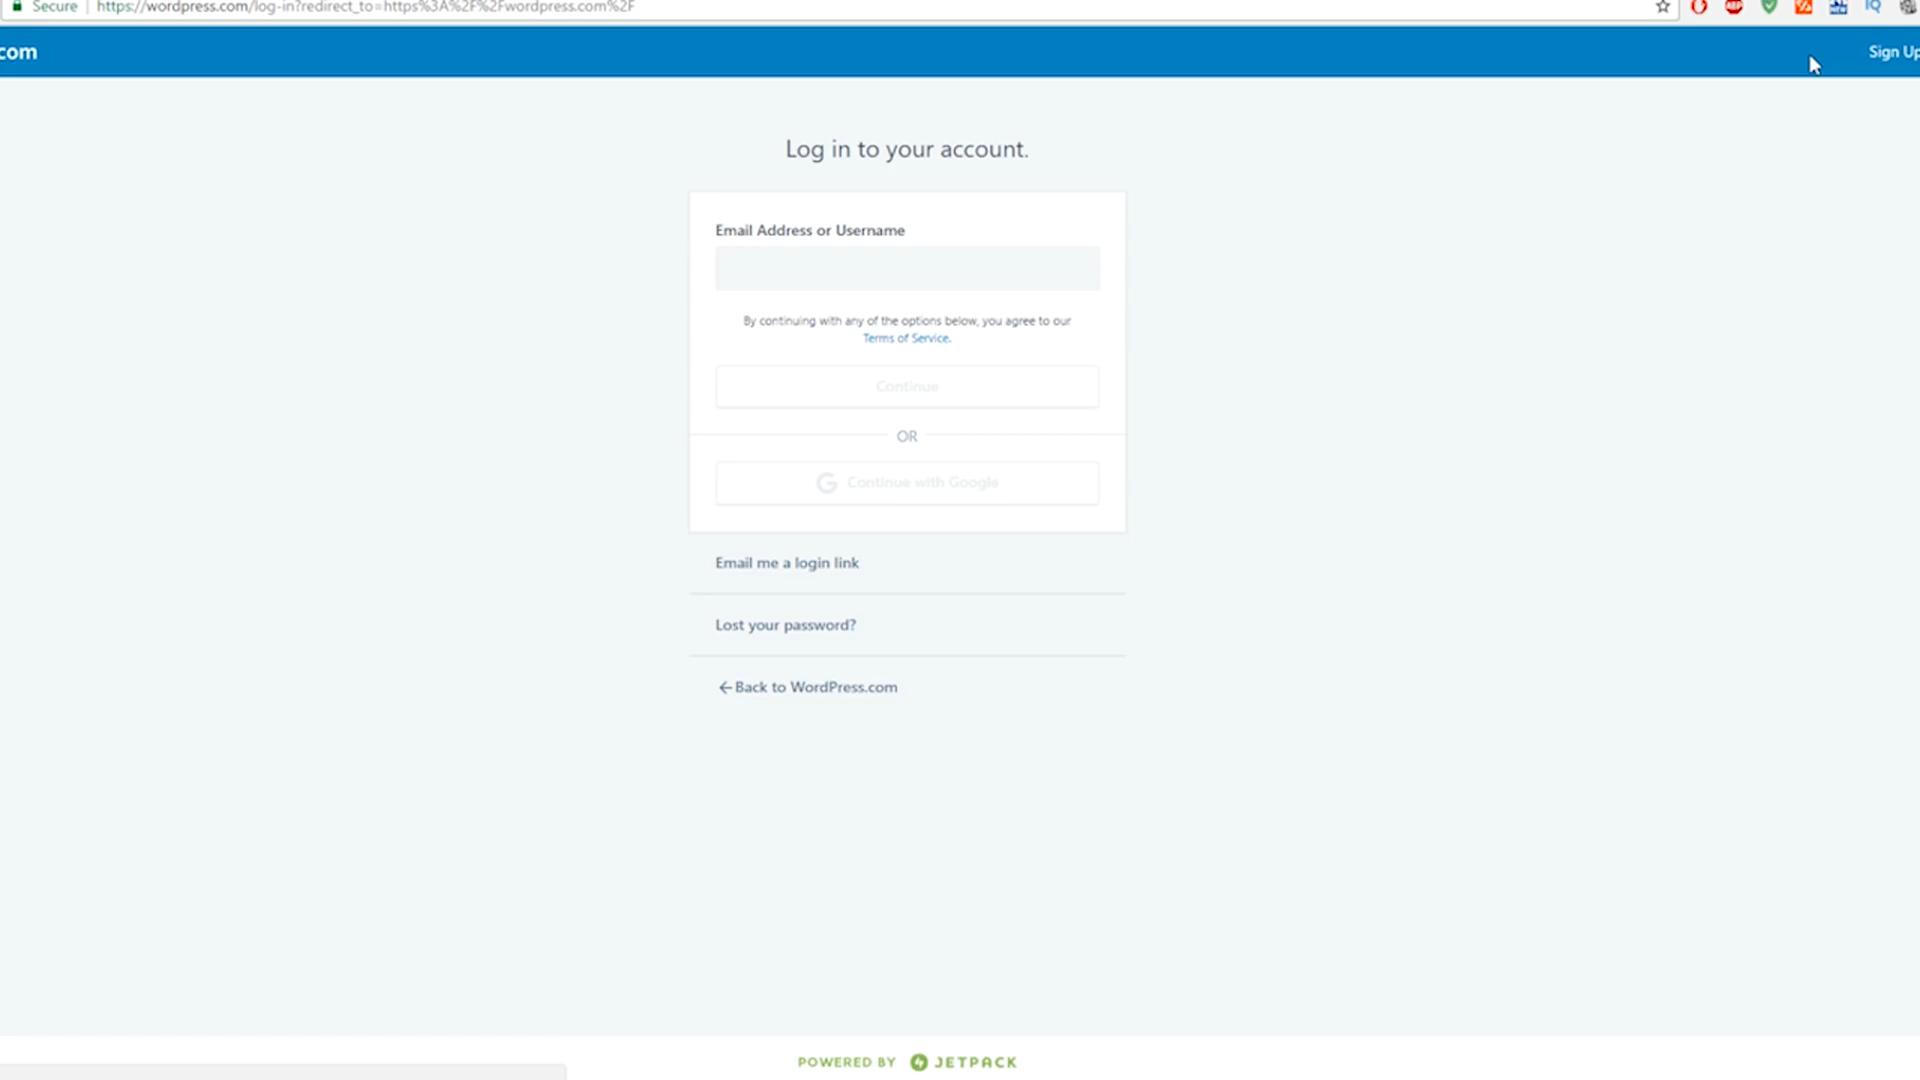 Secure | https://wordpress.com/log-in?redirect_to=https%3A%2F%2Fwordpress.com%2F
ABP
NEW
IQ
com
Sign Up
Log in to your account.
Email Address or Username
By continuing with any of the options below, you agree to our
Terms of Service.
Continue
OR
G Continue with Google
Email me a login link
Lost your password?
←Back to WordPress.com
POWERED BY JETPACK